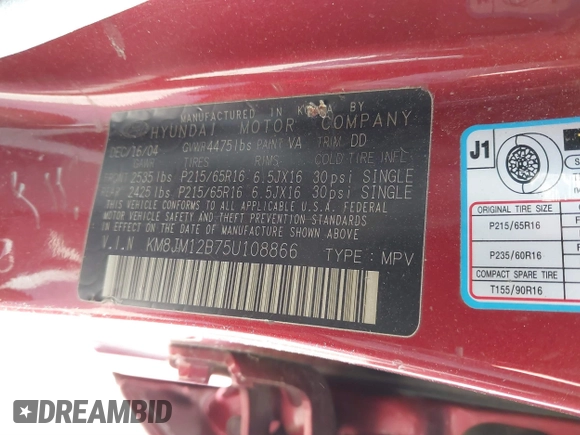 MANUFACTURED IN KOREA BY
HYUNDAI MOTOR COMPANY
DEC/16/04 GVWR 4475lbs PAINT VA TRIM DD
GAWR TIRES RIMS COLD TIRE INFL.
FRONT 2535lbs P215/65R16 6.5JX16 30psi SINGLE
REAR 2425lbs P215/65R16 6.5JX16 30psi SINGLE
THIS VEHICLE CONFORMS TO ALL APPLICABLE U.S.A. FEDERAL
MOTOR VEHICLE SAFETY, BUMPER, AND THEFT PREVENTION STANDARDS
IN EFFECT ON THE DATE OF MANUFACTURE SHOWN ABOVE.
V.I.N KM8JM12B75U108866 TYPE: MPV
J1
ORIGINAL TIRE SIZE
P215/65R16
P235/60R16
COMPACT SPARE TIRE
T155/90R16
DREAMBID